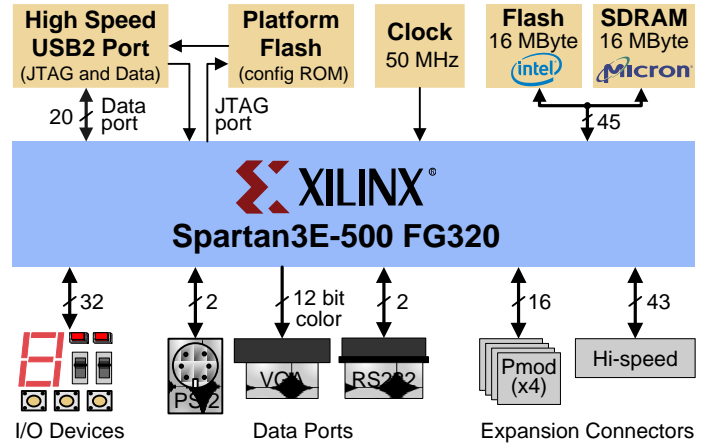 High Speed
USB2 Port
(JTAG and Data)
Platform
Flash
(config ROM)
Clock
50 MHz
Flash
16 MByte
intel
SDRAM
16 MByte
Micron
20
Data
port
JTAG
port
45
XILINX®
Spartan3E-500 FG320
32
2
12 bit
color
2
16
43
PS/2
VGA
RS232
Pmod
(x4)
Hi-speed
I/O Devices
Data Ports
Expansion Connectors